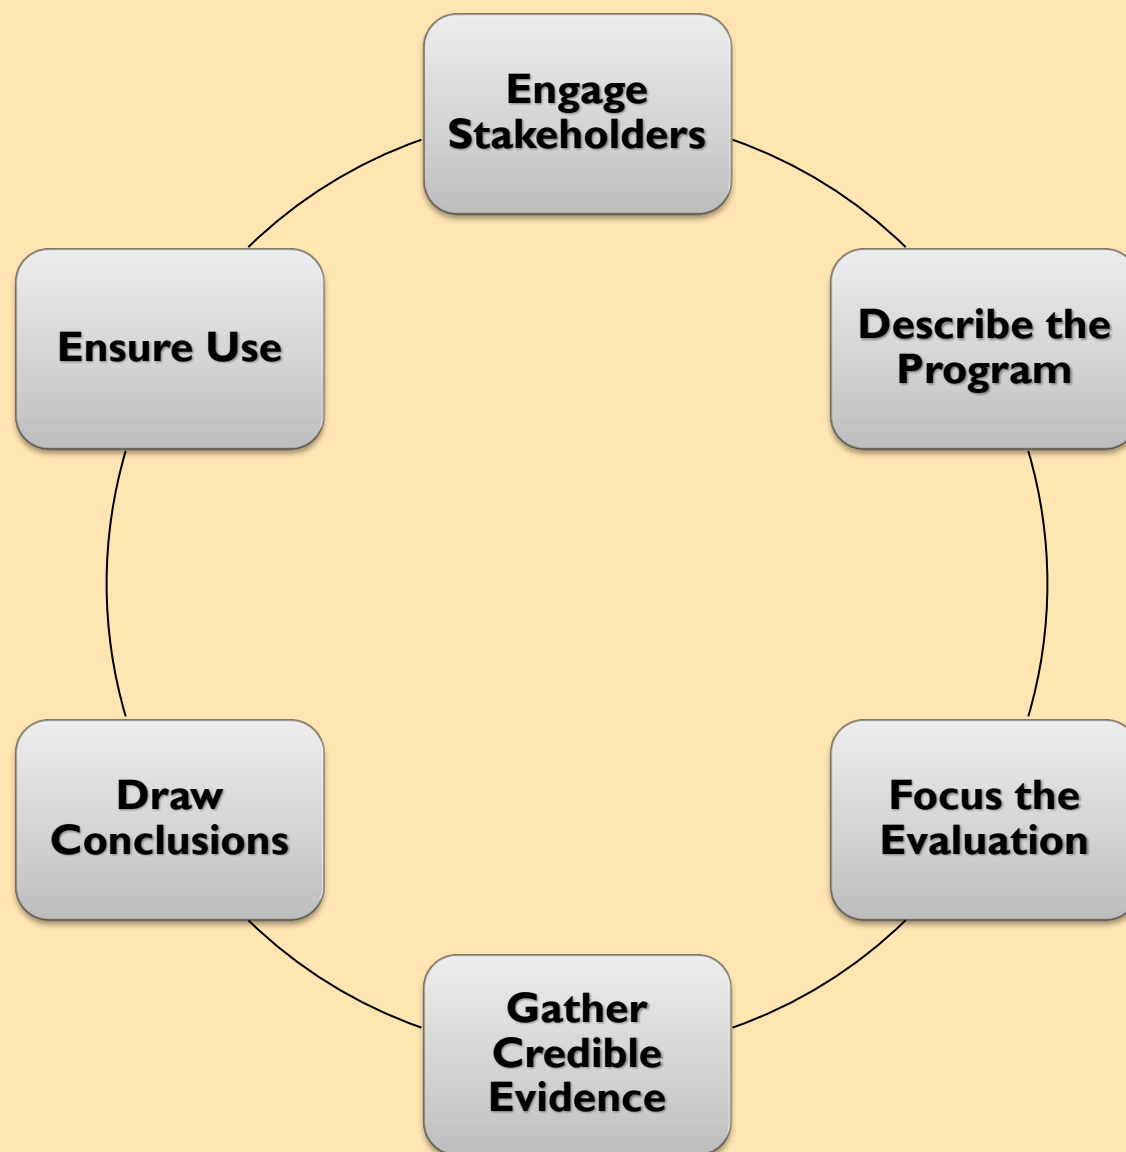 Engage
Stakeholders
Describe the
Program
Focus the
Evaluation
Gather
Credible
Evidence
Draw
Conclusions
Ensure Use